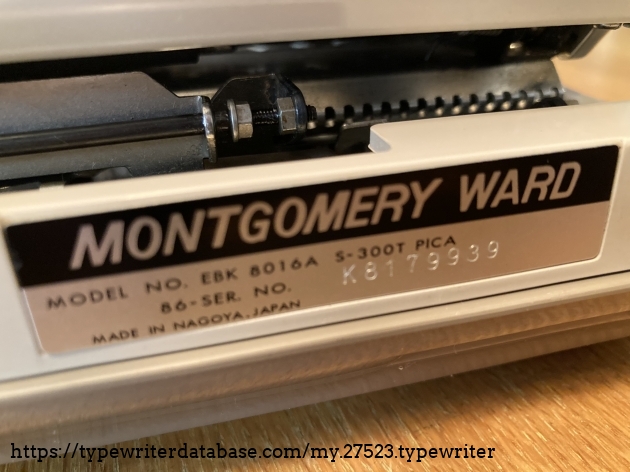 MONTGOMERY WARD
MODEL NO. EBK 8016A S-300T PICA
86-SER. NO. K8179939
MADE IN NAGOYA, JAPAN
https://typewriterdatabase.com/my.27523.typewriter